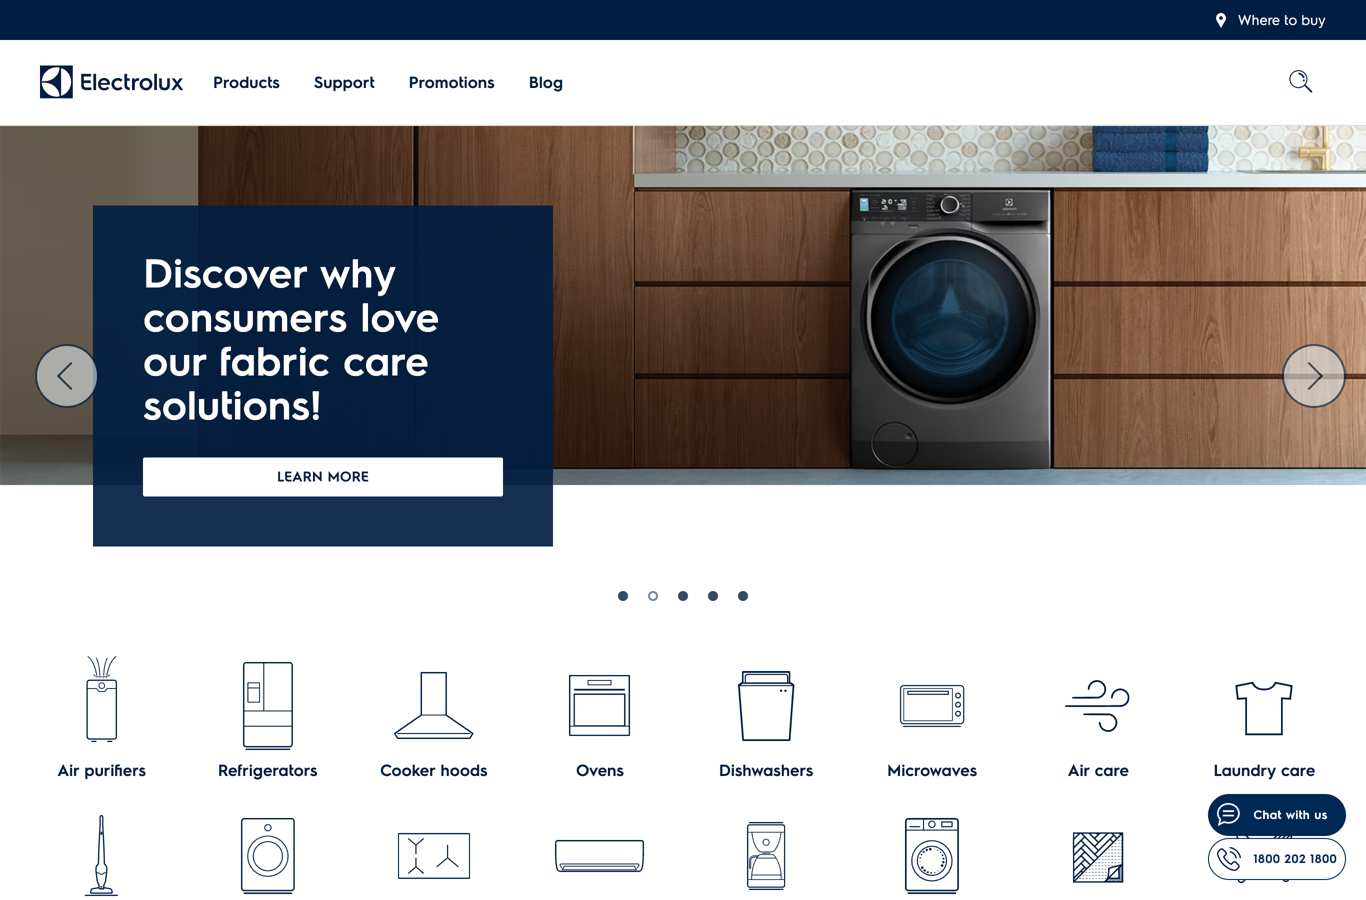 Where to buy
Electrolux
Products
Support
Promotions
Blog
Discover why
consumers love
our fabric care
solutions!
LEARN MORE
Air purifiers
Refrigerators
Cooker hoods
Ovens
Dishwashers
Microwaves
Air care
Laundry care
Chat with us
1800 202 1800